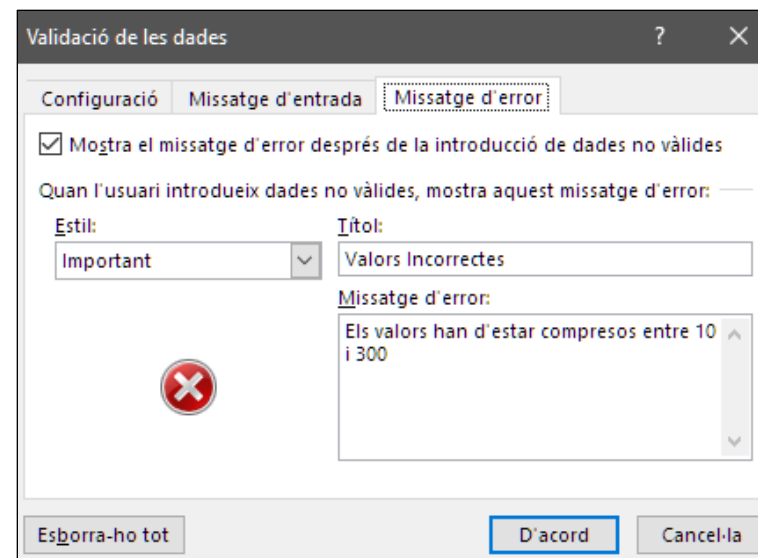 Validació de les dades ?
Configuració Missatge d'entrada Missatge d'error
Mostra el missatge d'error després de la introducció de dades no vàlides
Quan l'usuari introdueix dades no vàlides, mostra aquest missatge d'error:
Estil: Títol:
Important Valors Incorrectes
Missatge d'error:
Els valors han d'estar compresos entre 10
i 300
Esborra-ho tot D'acord Cancel·la